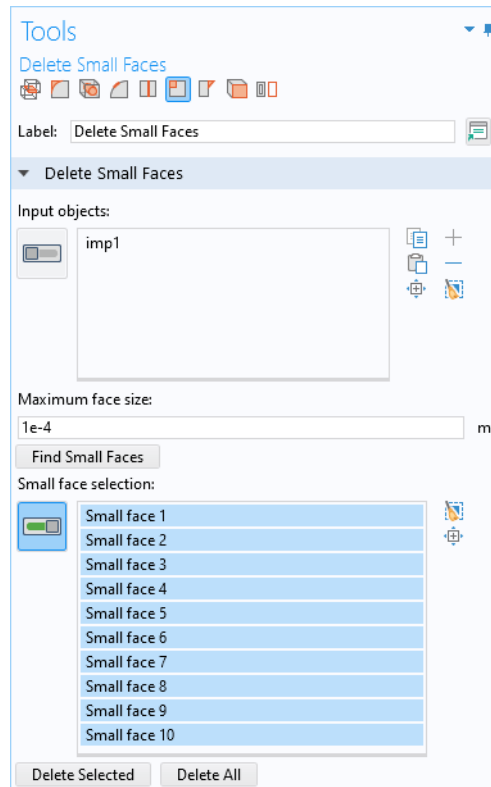 Tools
Delete Small Faces
Label: Delete Small Faces
Delete Small Faces
Input objects:
imp1
Maximum face size:
1e-4 m
Find Small Faces
Small face selection:
Small face 1
Small face 2
Small face 3
Small face 4
Small face 5
Small face 6
Small face 7
Small face 8
Small face 9
Small face 10
Delete Selected Delete All